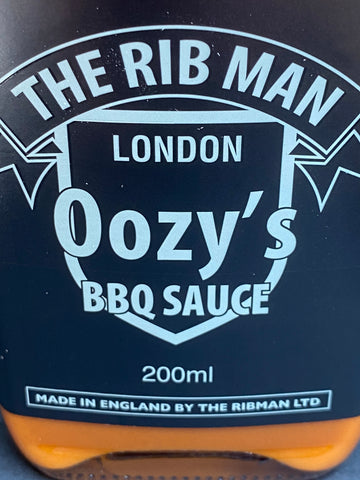 THE RIB MAN
LONDON
Oozy's
BBQ SAUCE
200ml
MADE IN ENGLAND BY THE RIBMAN LTD